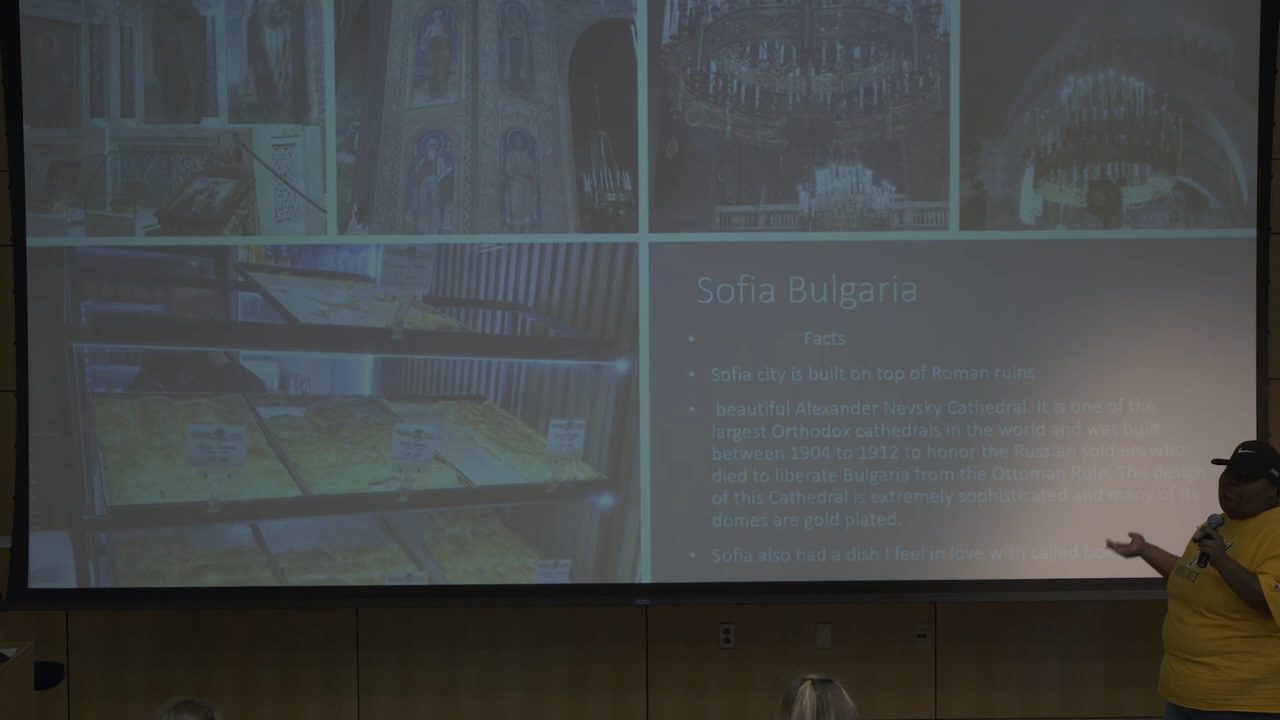 Sofia Bulgaria
• Facts
• Sofia city is built on top of Roman ruins
• beautiful Alexander Nevsky Cathedral. It is one of the
largest Orthodox cathedrals in the world and was built
between 1904 to 1912 to honor the Russian soldiers who
died to liberate Bulgaria from the Ottoman Rule. The design
of this Cathedral is extremely sophisticated and many of its
domes are gold plated.
• Sofia also had a dish I feel in love with called